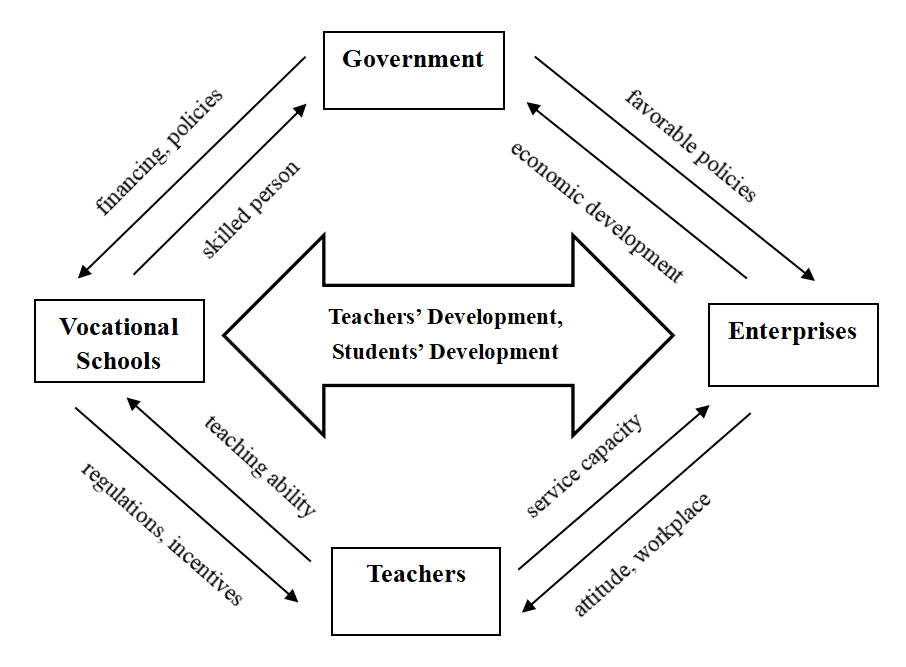 Government
financing, policies
skilled person
favorable policies
economic development
Vocational
Schools
Teachers’ Development,
Students’ Development
Enterprises
teaching ability
regulations, incentives
service capacity
attitude, workplace
Teachers